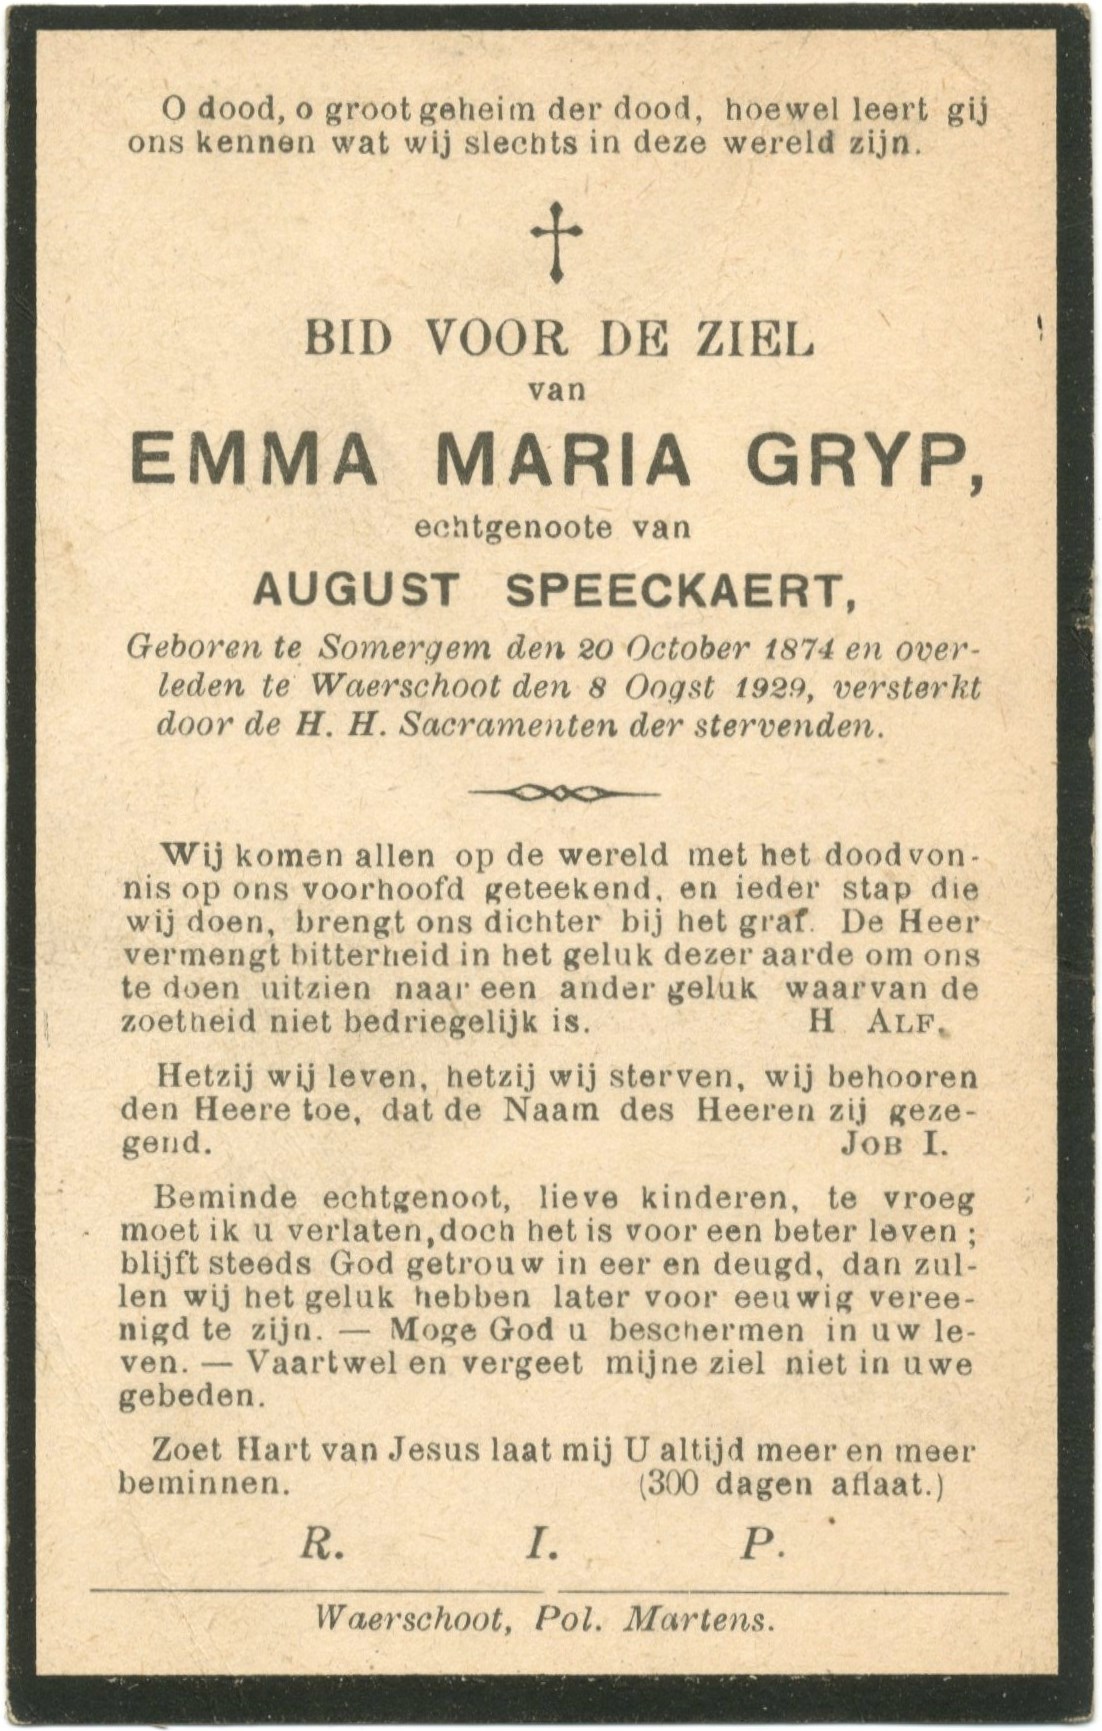 O dood, o groot geheim der dood, hoewel leert gij
ons kennen wat wij slechts in deze wereld zijn.
BID VOOR DE ZIEL
van
EMMA MARIA GRYP,
echtgenoote van
AUGUST SPEECKAERT,
Geboren te Somergem den 20 October 1874 en over-
leden te Waerschoot den 8 Oogst 1929, versterkt
door de H. H. Sacramenten der stervenden.
Wij komen allen op de wereld met het doodvon-
nis op ons voorhoofd geteekend, en ieder stap die
wij doen, brengt ons dichter bij het graf. De Heer
vermengt bitterheid in het geluk dezer aarde om ons
te doen uitzien naar een ander geluk waarvan de
zoetheid niet bedriegelijk is. H ALF.
Hetzij wij leven, hetzij wij sterven, wij behooren
den Heere toe, dat de Naam des Heeren zij geze-
gend. JOB I.
Beminde echtgenoot, lieve kinderen, te vroeg
moet ik u verlaten, doch het is voor een beter leven ;
blijft steeds God getrouw in eer en deugd, dan zul-
len wij het geluk hebben later voor eeuwig veree-
nigd te zijn. — Moge God u beschermen in uw le-
ven. — Vaartwel en vergeet mijne ziel niet in uwe
gebeden.
Zoet Hart van Jesus laat mij U altijd meer en meer
beminnen. (300 dagen aflaat.)
R. I. P.
Waerschoot, Pol. Martens.